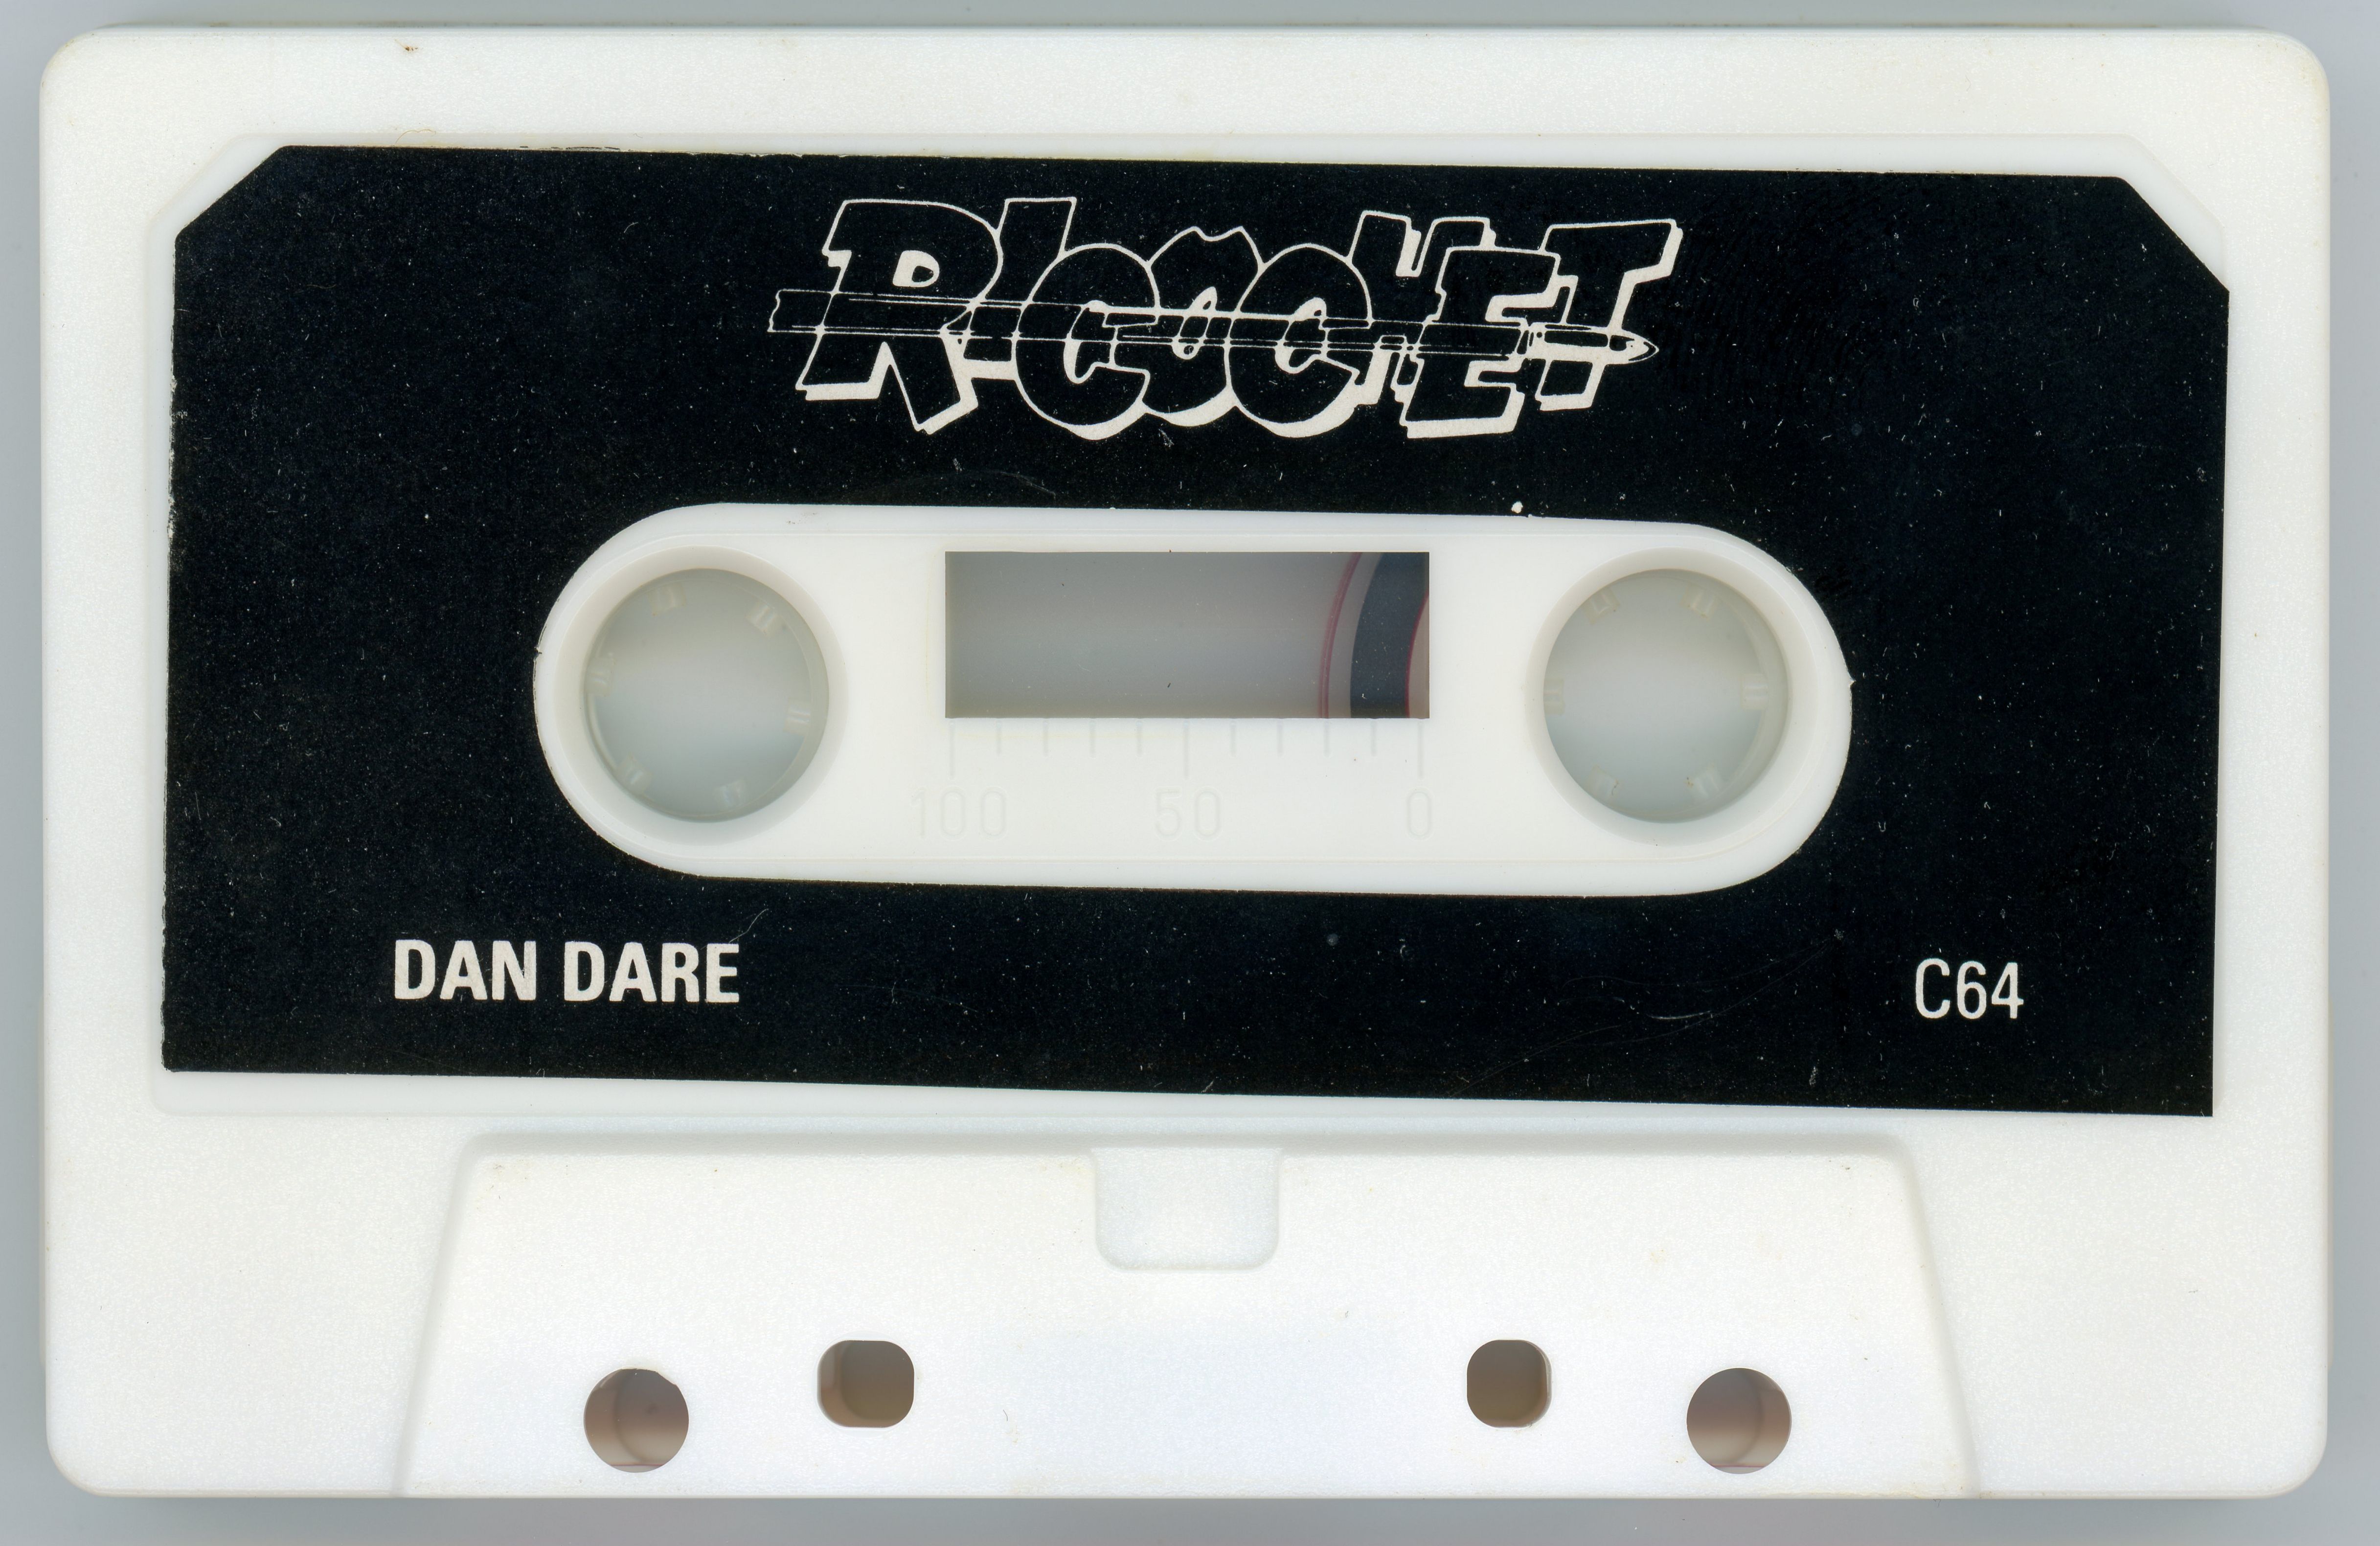 RICOCHET
100 50 0
DAN DARE
C64